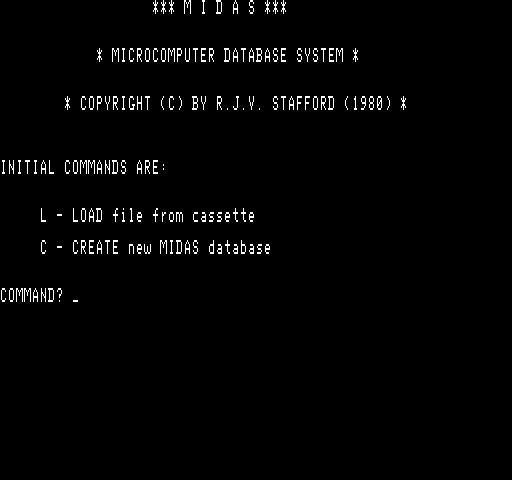 *** M I D A S ***
* MICROCOMPUTER DATABASE SYSTEM *
* COPYRIGHT (C) BY R.J.V. STAFFORD (1980) *
INITIAL COMMANDS ARE:
L - LOAD file from cassette
C - CREATE new MIDAS database
COMMAND? _